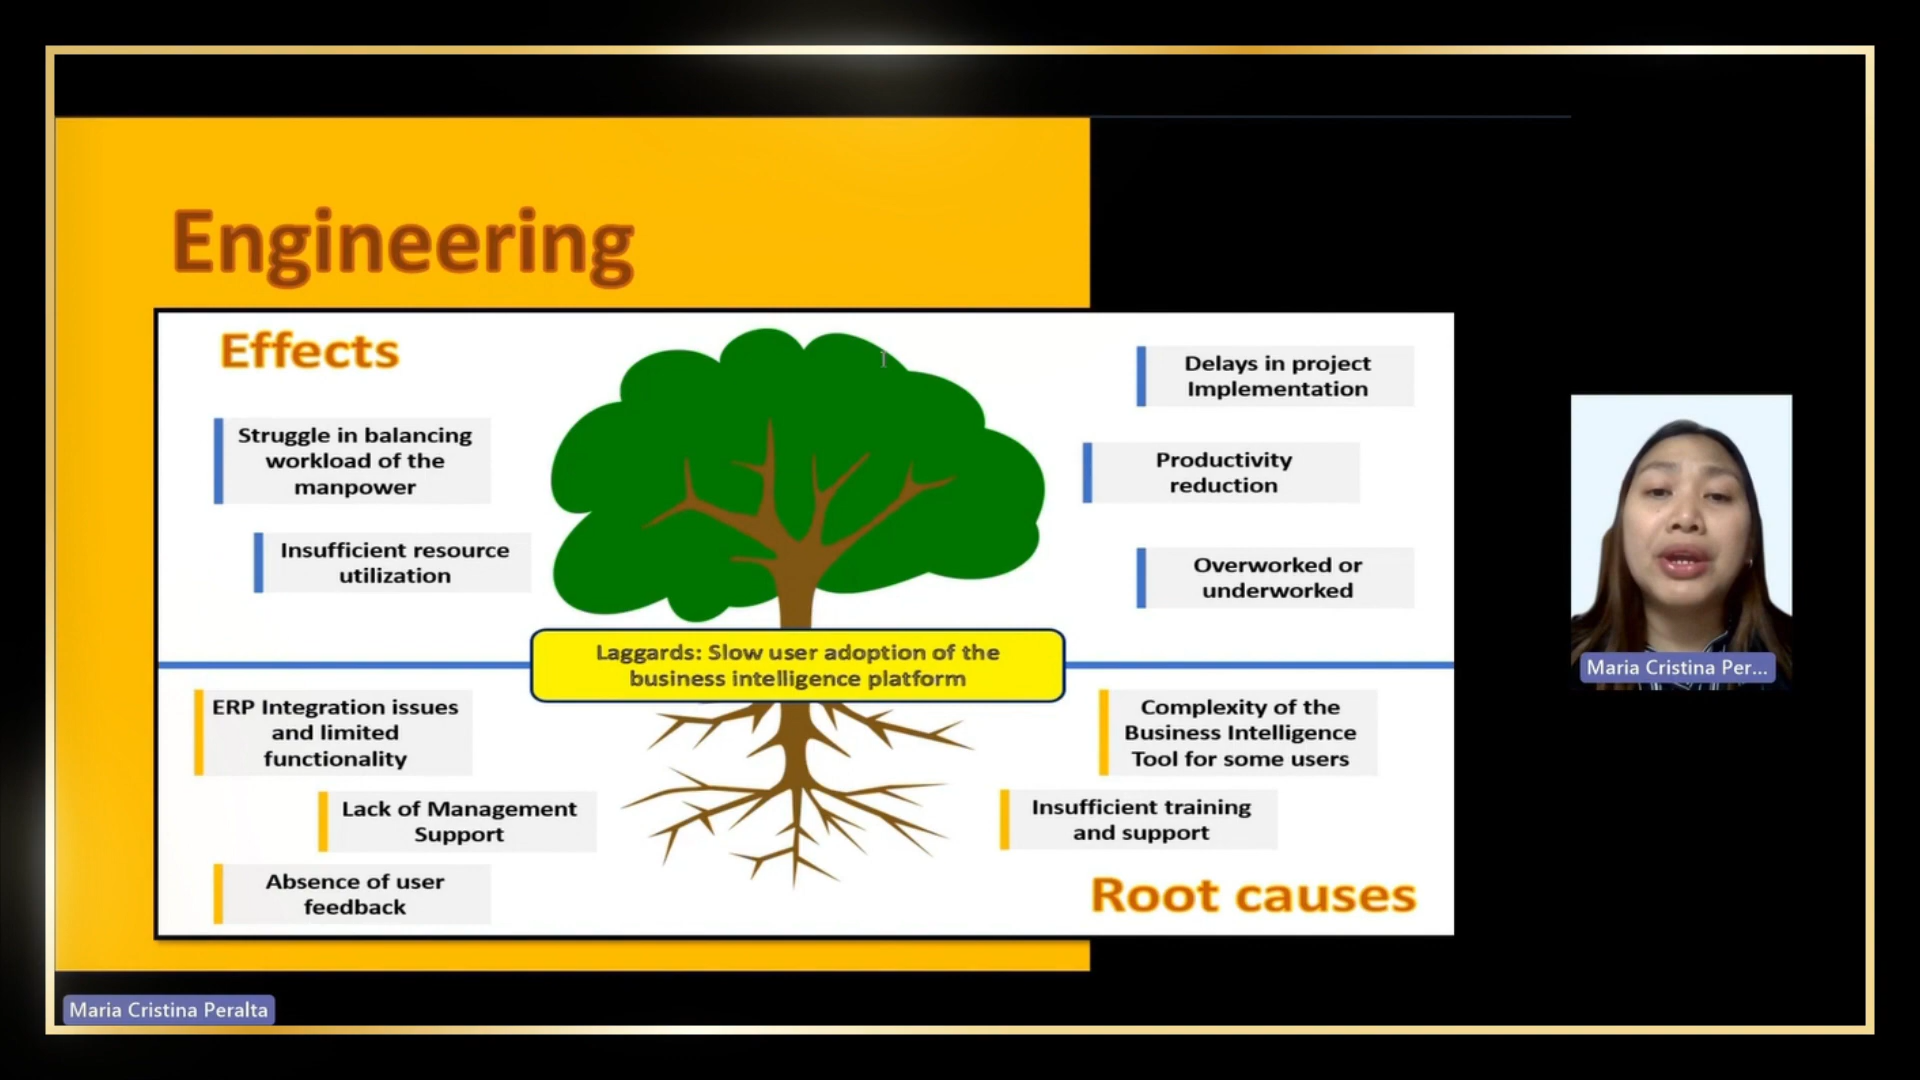 Engineering
Effects
Struggle in balancing
workload of the
manpower
Insufficient resource
utilization
Delays in project
Implementation
Productivity
reduction
Overworked or
underworked
Laggards: Slow user adoption of the
business intelligence platform
ERP Integration issues
and limited
functionality
Lack of Management
Support
Absence of user
feedback
Complexity of the
Business Intelligence
Tool for some users
Insufficient training
and support
Root causes
Maria Cristina Per...
Maria Cristina Peralta